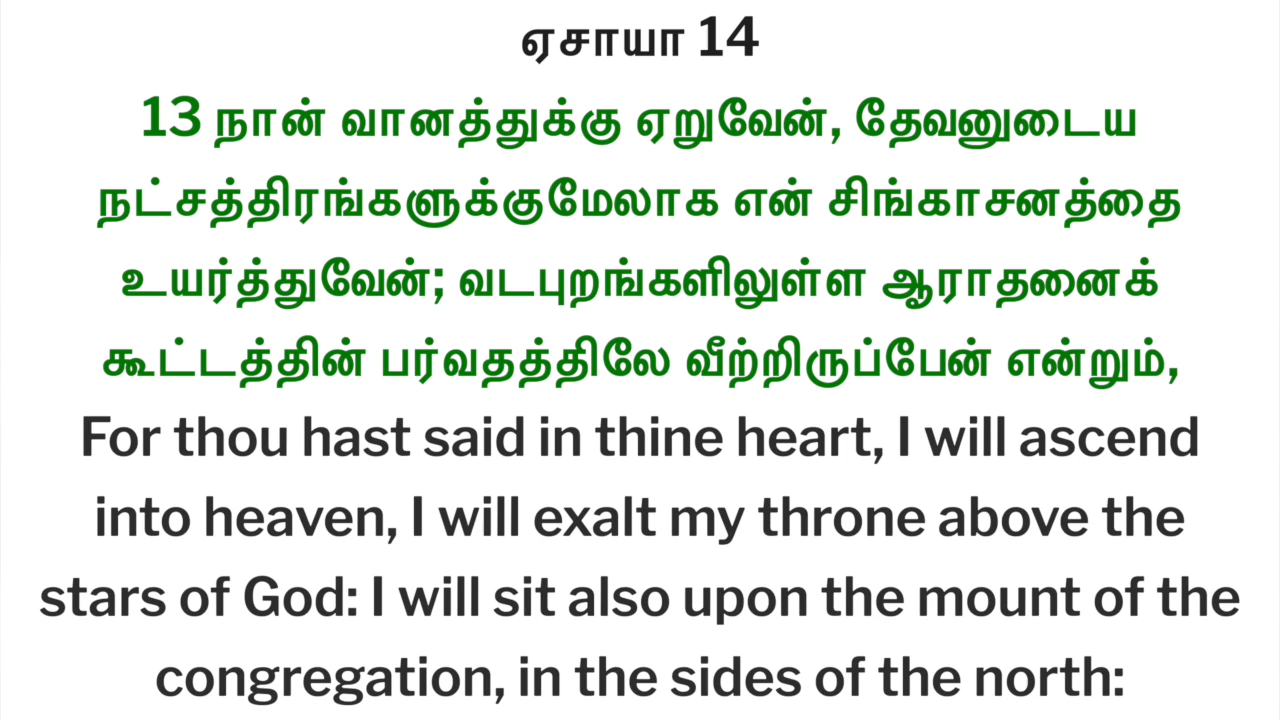 ஏசாயா 14
13 நான் வானத்துக்கு ஏறுவேன், தேவனுடைய
நட்சத்திரங்களுக்குமேலாக என் சிங்காசனத்தை
உயர்த்துவேன்; வடபுறங்களிலுள்ள ஆராதனைக்
கூட்டத்தின் பர்வதத்திலே வீற்றிருப்பேன் என்றும்,
For thou hast said in thine heart, I will ascend
into heaven, I will exalt my throne above the
stars of God: I will sit also upon the mount of the
congregation, in the sides of the north: